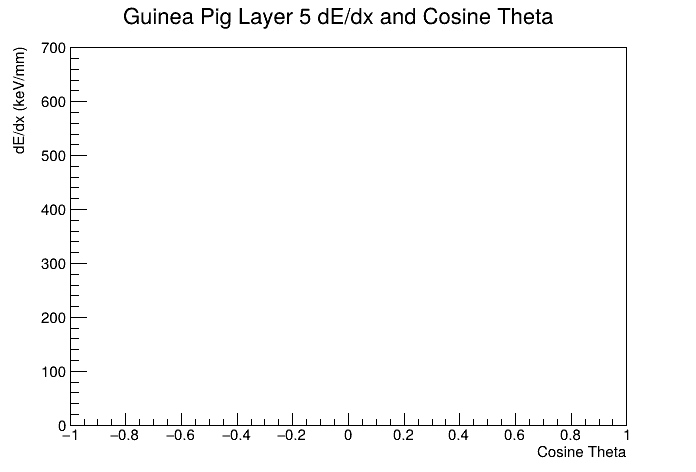 Guinea Pig Layer 5 dE/dx and Cosine Theta
dE/dx (keV/mm)
700
600
500
400
300
200
100
0
−1 −0.8 −0.6 −0.4 −0.2 0 0.2 0.4 0.6 0.8 1
Cosine Theta